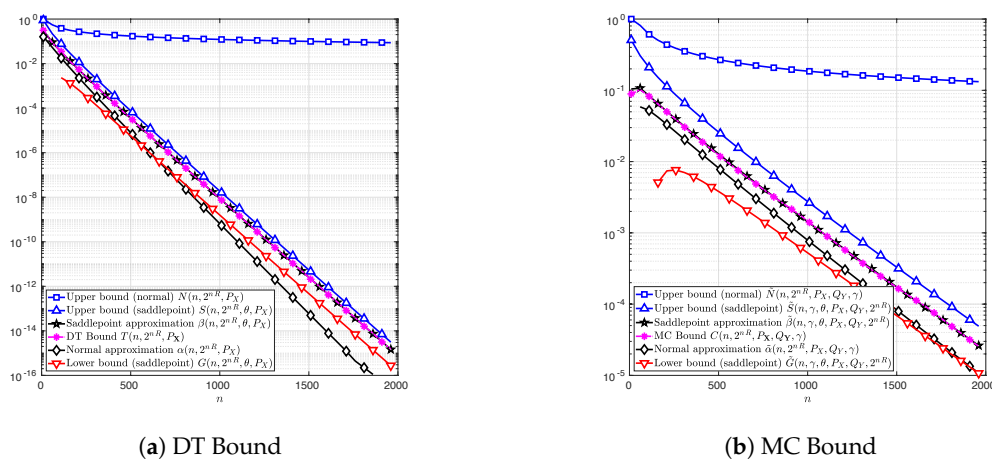 10^0
10^-2
10^-4
10^-6
10^-8
10^-10
10^-12
10^-14
10^-16
Upper bound (normal) N(n, 2^{nR}, P_X)
Upper bound (saddlepoint) S(n, 2^{nR}, θ, P_X)
Saddlepoint approximation β(n, 2^{nR}, θ, P_X)
DT Bound T(n, 2^{nR}, P_X)
Normal approximation α(n, 2^{nR}, P_X)
Lower bound (saddlepoint) G(n, 2^{nR}, θ, P_X)
0 500 1000 1500 2000
n
(a) DT Bound
10^0
10^-1
10^-2
10^-3
10^-4
10^-5
Upper bound (normal) Ñ(n, 2^{nR}, P_X, Q_Y, γ)
Upper bound (saddlepoint) S̃(n, γ, θ, P_X, Q_Y, 2^{nR})
Saddlepoint approximation β̃(n, γ, θ, P_X, Q_Y, 2^{nR})
MC Bound C(n, 2^{nR}, P_X, Q_Y, γ)
Normal approximation α̃(n, 2^{nR}, P_X, Q_Y, γ)
Lower bound (saddlepoint) G̃(n, γ, θ, P_X, Q_Y, 2^{nR})
0 500 1000 1500 2000
n
(b) MC Bound